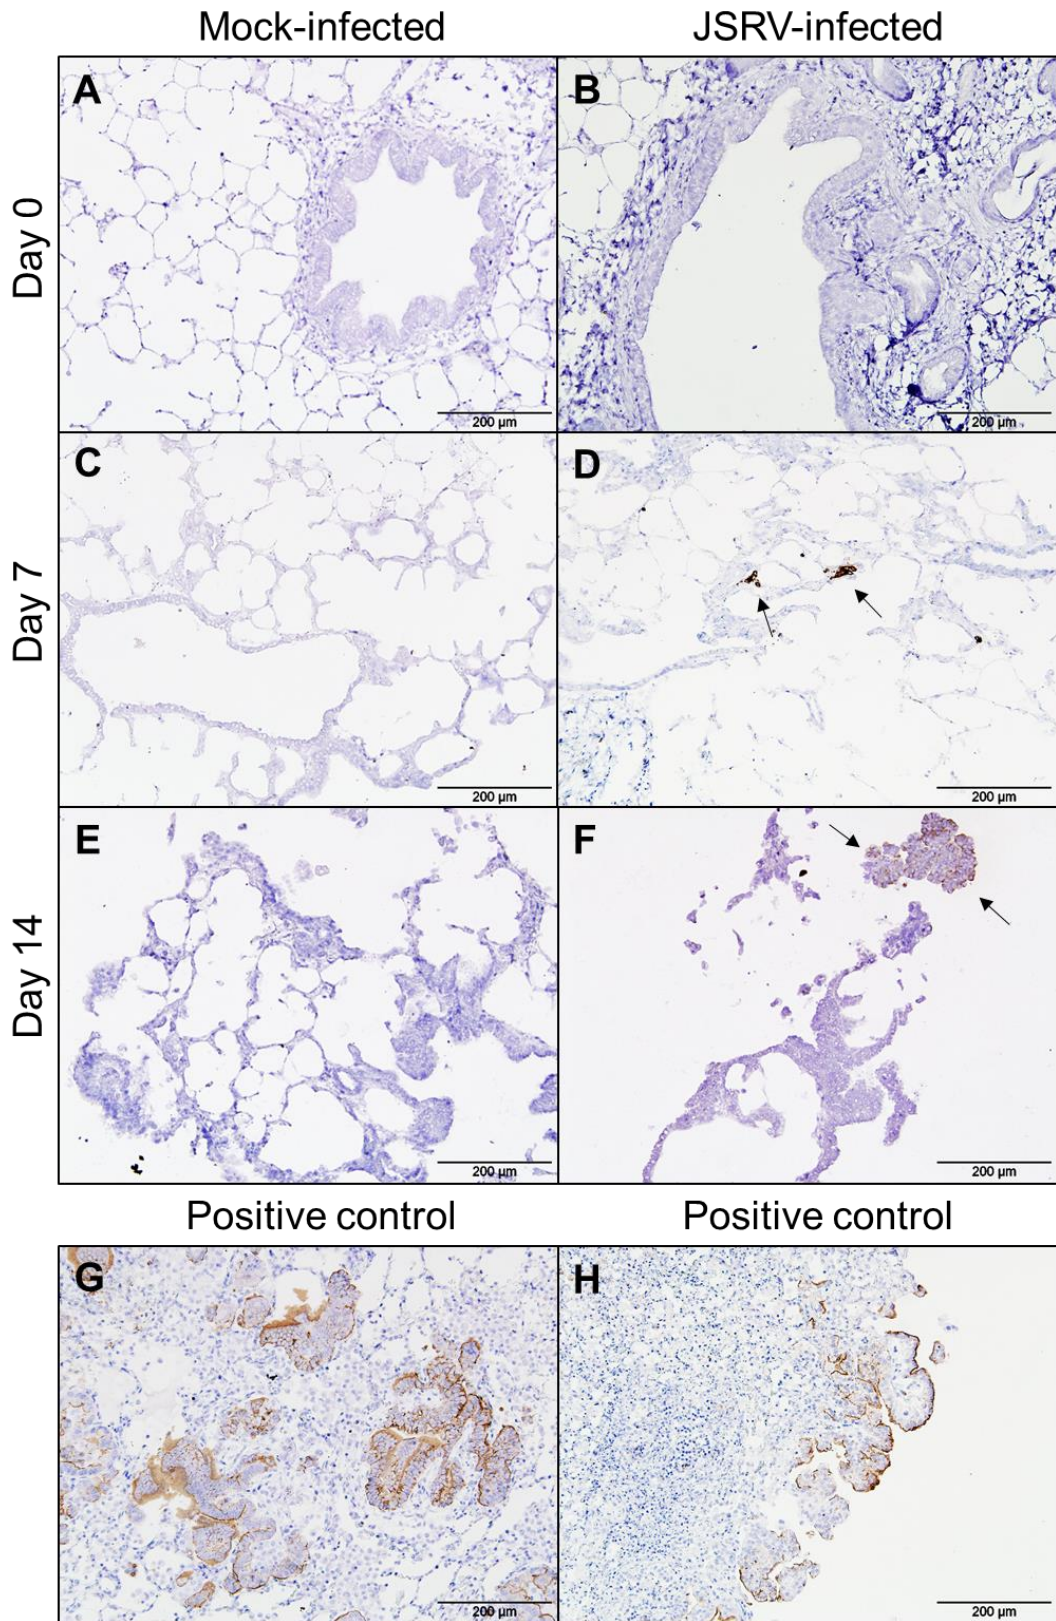 Mock-infected JSRV-infected
Day 0
A
200 µm
B
200 µm
Day 7
C
200 µm
D
200 µm
Day 14
E
200 µm
F
200 µm
Positive control Positive control
G
200 µm
H
200 µm